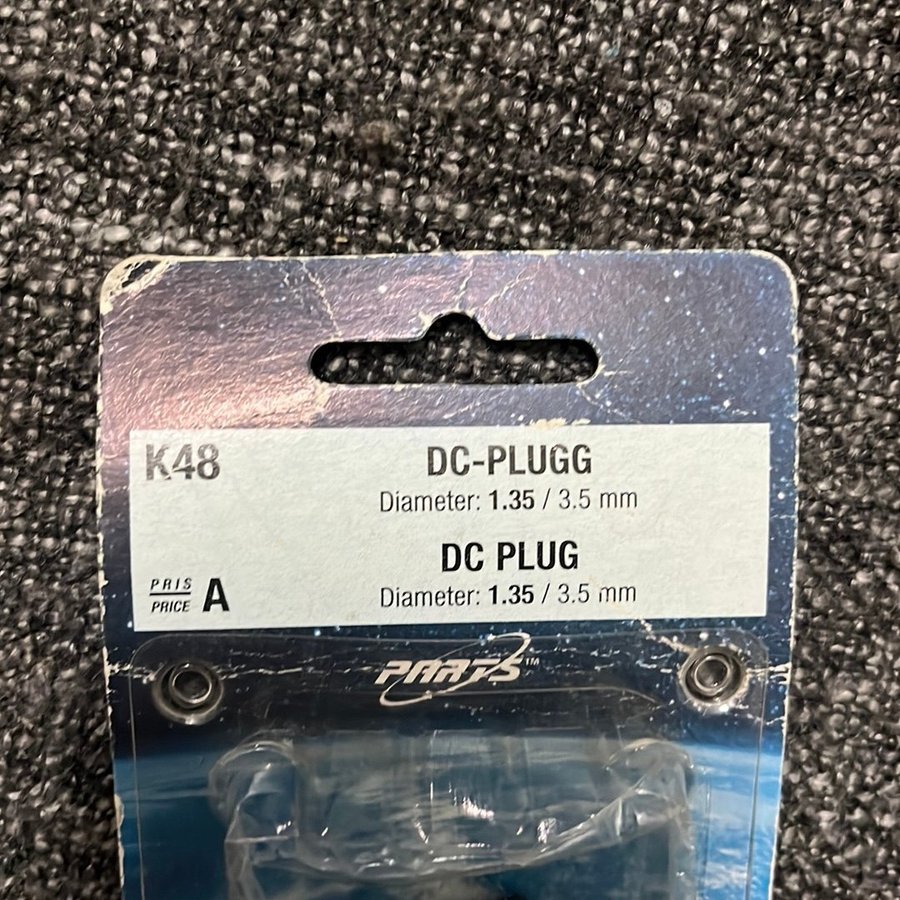 K48
DC-PLUGG
Diameter: 1.35 / 3.5 mm
DC PLUG
Diameter: 1.35 / 3.5 mm
PRIS
PRICE A
PARTS™